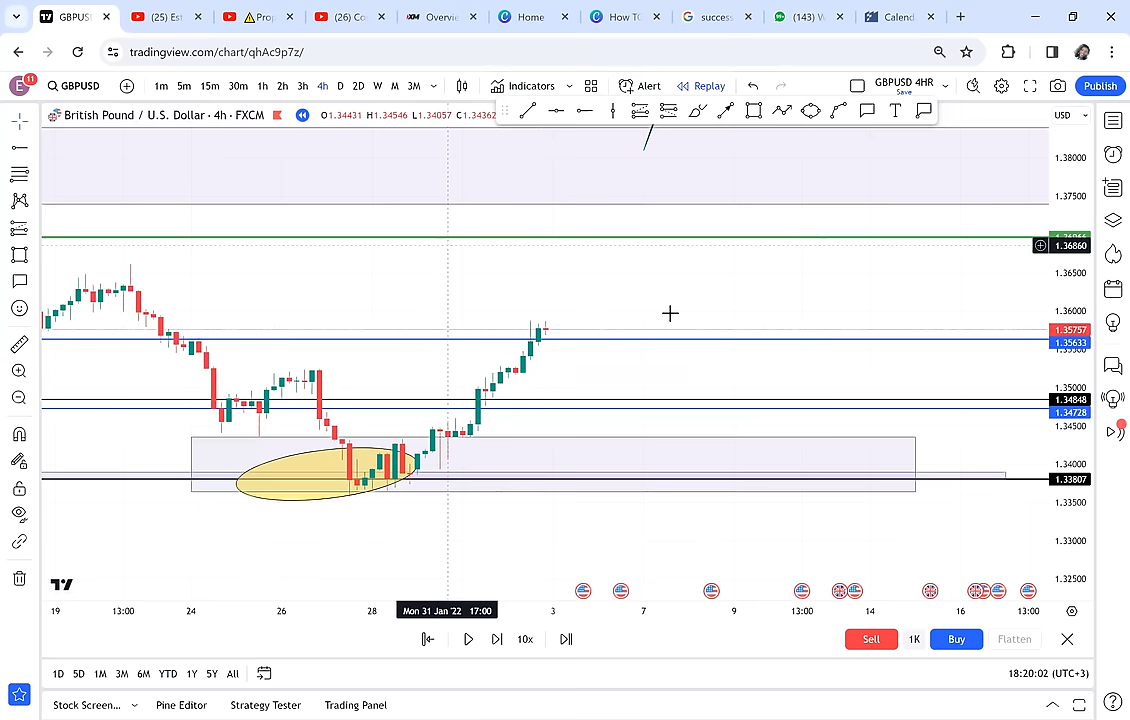 GBPUS
(25) Es
Prop
(26) Co
XM
Overvie
Home
How TO
success
(143) W
Calend
tradingview.com/chart/qhAc9p7z/
E
11
GBPUSD
1m 5m 15m 30m 1h 2h 3h 4h D 2D W M 3M
Indicators
Alert
Replay
GBPUSD 4HR
Save
Publish
British Pound / U.S. Dollar · 4h · FXCM
O1.34431 H1.34546 L1.34057 C1.34362
T
USD
1.38000
1.37500
1.36860
1.36500
1.36000
1.35757
1.35633
1.35000
1.34848
1.34728
1.34500
1.34000
1.33807
1.33500
1.33000
1.32500
19 13:00 24 26 28 Mon 31 Jan '22 17:00 3 7 9 13:00 14 16 13:00
10x
Sell
1K
Buy
Flatten
1D 5D 1M 3M 6M YTD 1Y 5Y All
18:20:02 (UTC+3)
Stock Screen...
Pine Editor
Strategy Tester
Trading Panel